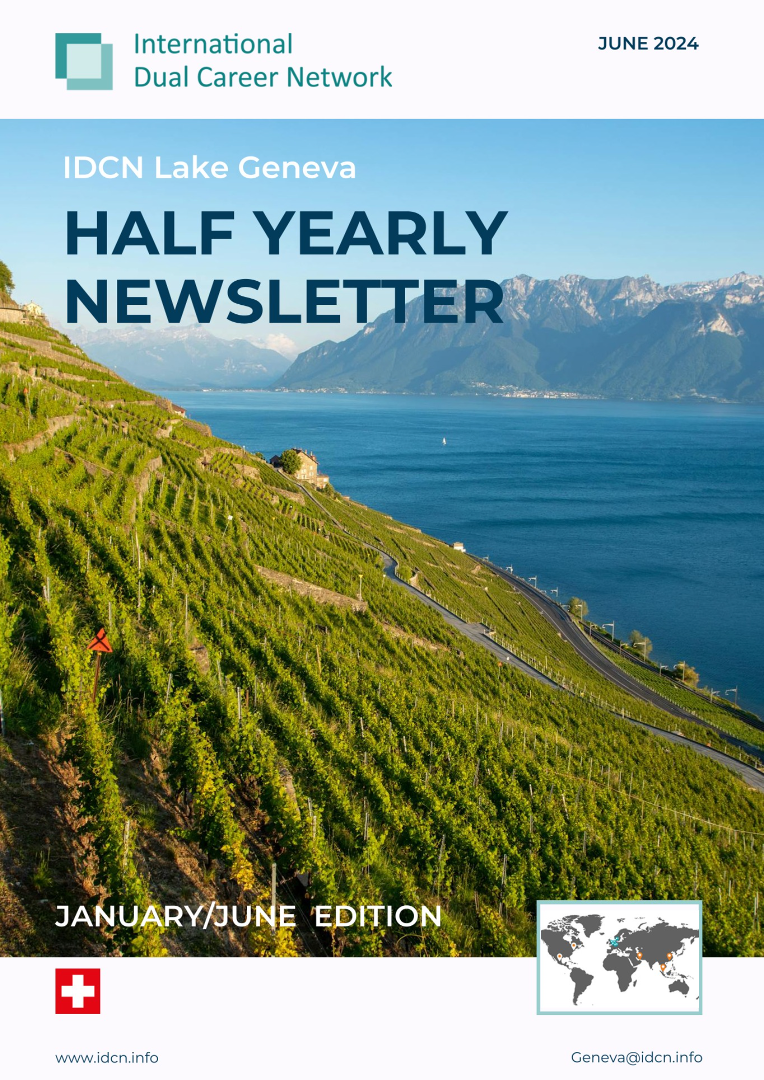 International
Dual Career Network
JUNE 2024
IDCN Lake Geneva
HALF YEARLY
NEWSLETTER
JANUARY/JUNE EDITION
www.idcn.info
Geneva@idcn.info